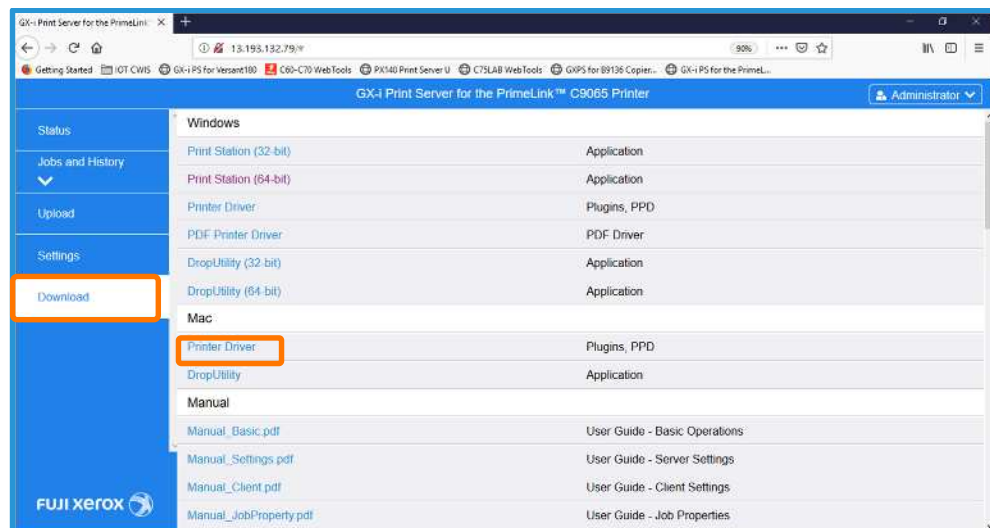 GX-i Print Server for the PrimeLink
13.193.132.79/#
90%
Getting Started IOT CWIS GX-i PS for Versant180 C60-C70 WebTools PX140 Print Server U C75LAB WebTools GXPS for B9136 Copier... GX-i PS for the PrimeL...
GX-i Print Server for the PrimeLink™ C9065 Printer
Administrator
Status
Jobs and History
Upload
Settings
Download
Windows
Print Station (32-bit) Application
Print Station (64-bit) Application
Printer Driver Plugins, PPD
PDF Printer Driver PDF Driver
DropUtility (32-bit) Application
DropUtility (64-bit) Application
Mac
Printer Driver Plugins, PPD
DropUtility Application
Manual
Manual_Basic.pdf User Guide - Basic Operations
Manual_Settings.pdf User Guide - Server Settings
Manual_Client.pdf User Guide - Client Settings
Manual_JobProperty.pdf User Guide - Job Properties
FUJI xerox